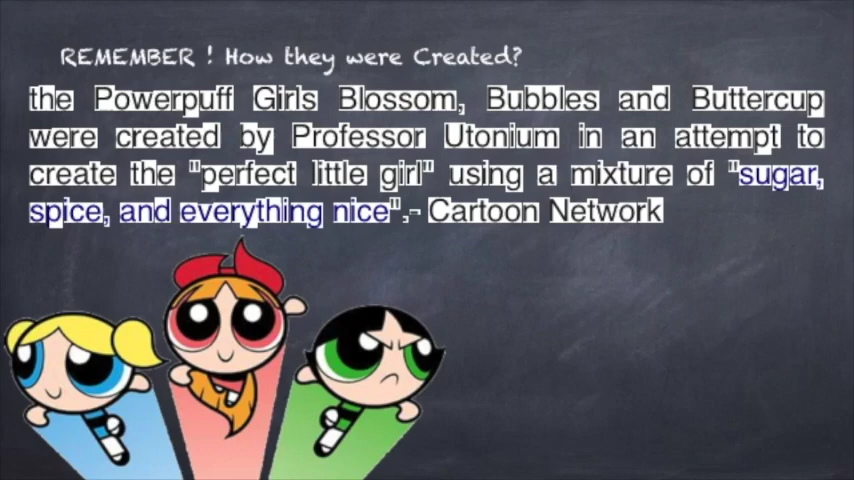 REMEMBER ! How they were Created?
the Powerpuff Girls Blossom, Bubbles and Buttercup
were created by Professor Utonium in an attempt to
create the "perfect little girl" using a mixture of "sugar,
spice, and everything nice".- Cartoon Network